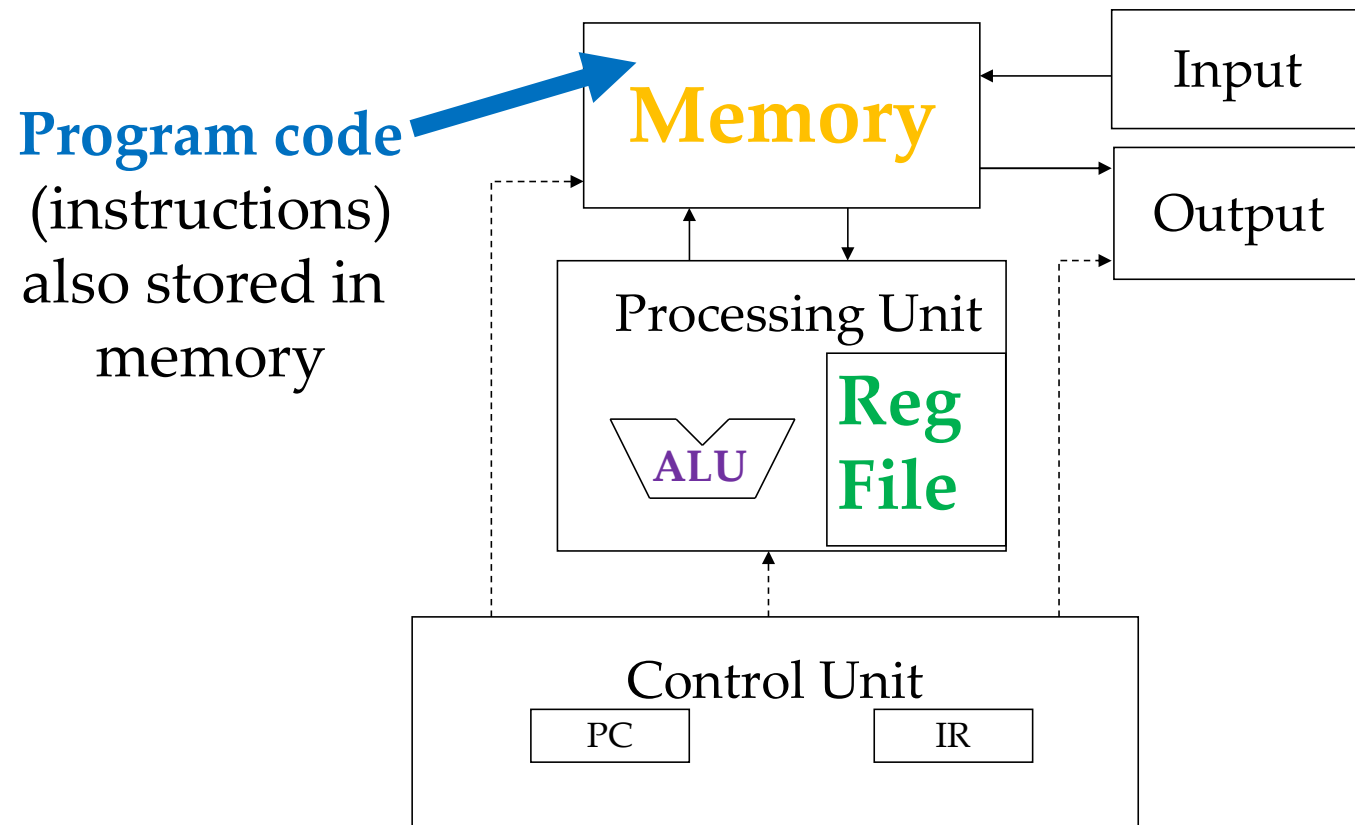 Program code
(instructions)
also stored in
memory
Memory
Input
Output
Processing Unit
ALU
Reg
File
Control Unit
PC
IR